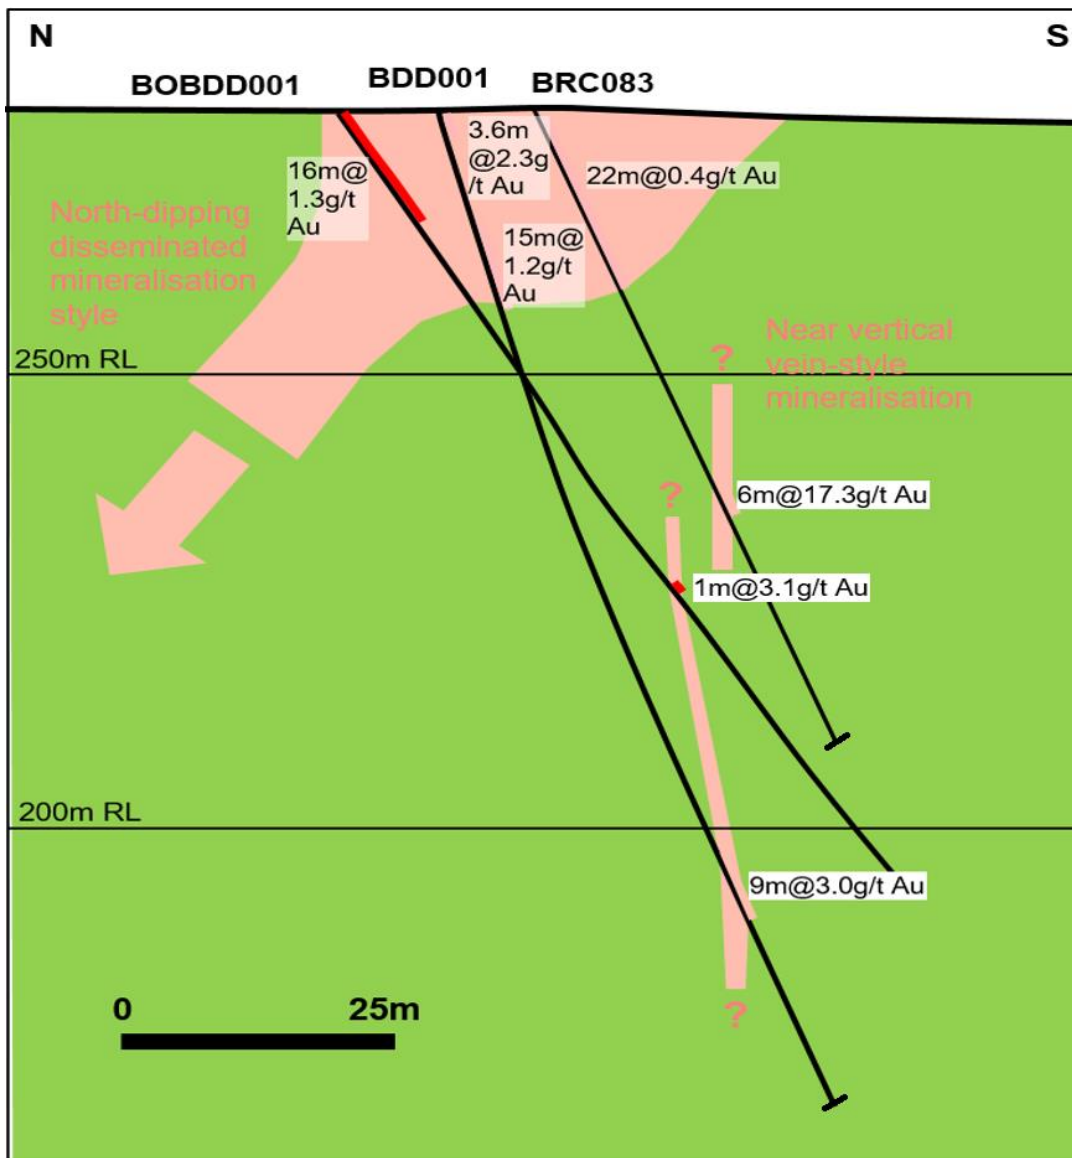 N
S
BOBDD001
BDD001
BRC083
3.6m
@2.3g
/t Au
16m@
1.3g/t
Au
22m@0.4g/t Au
15m@
1.2g/t
Au
North-dipping
disseminated
mineralisation
style
250m RL
?
Near vertical
vein-style
mineralisation
?
6m@17.3g/t Au
1m@3.1g/t Au
200m RL
9m@3.0g/t Au
?
0
25m